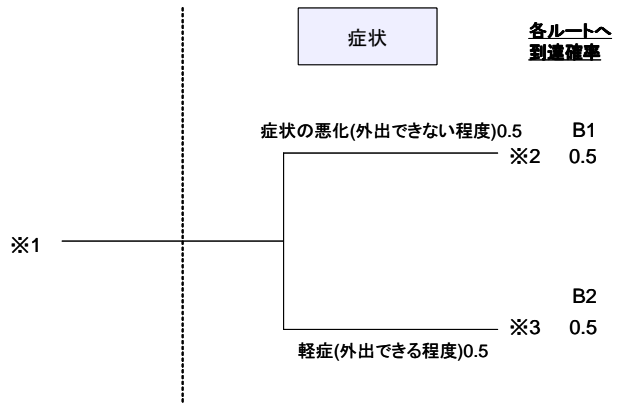 症状
各ルートへ
到達確率
症状の悪化(外出できない程度)0.5
B1
※2
0.5
※1
B2
※3
0.5
軽症(外出できる程度)0.5